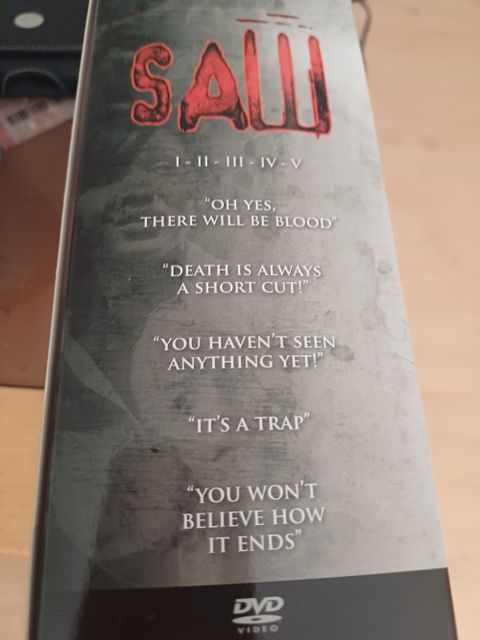 SAW
I - II - III - IV - V
"OH YES,
THERE WILL BE BLOOD"
"DEATH IS ALWAYS
A SHORT CUT!"
"YOU HAVEN'T SEEN
ANYTHING YET!"
"IT'S A TRAP"
"YOU WON'T
BELIEVE HOW
IT ENDS"
DVD
VIDEO